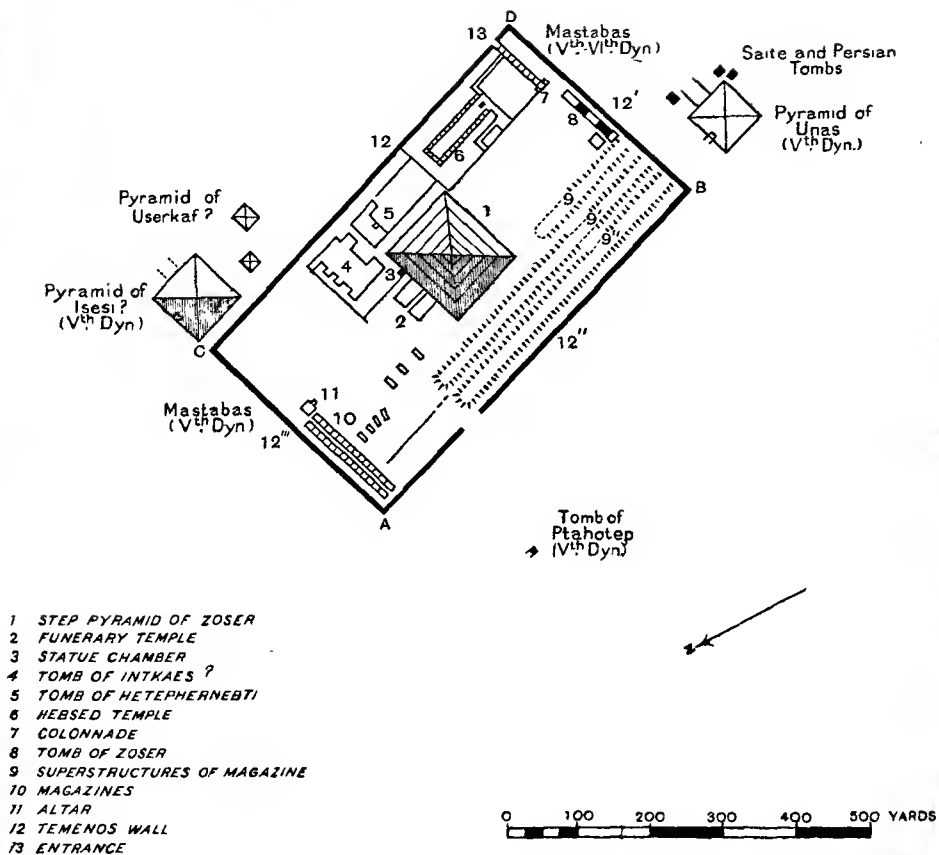 D
13
Mastabas
(Vth-VIth Dyn)
Saite and Persian
Tombs
7
12'
8
Pyramid of
Unas
(Vth Dyn.)
12
6
B
Pyramid of
Userkaf ?
5
1
9
9'
9"
4
3
Pyramid of
Isesi ?
(Vth Dyn)
2
12"
C
11
10
Mastabas
(Vth Dyn)
12'''
A
Tomb of
Ptahotep
(Vth Dyn)
N
1 STEP PYRAMID OF ZOSER
2 FUNERARY TEMPLE
3 STATUE CHAMBER
4 TOMB OF INTKAES ?
5 TOMB OF HETEPHERNEBTI
6 HEBSED TEMPLE
7 COLONNADE
8 TOMB OF ZOSER
9 SUPERSTRUCTURES OF MAGAZINE
10 MAGAZINES
11 ALTAR
12 TEMENOS WALL
13 ENTRANCE
0 100 200 300 400 500 YARDS